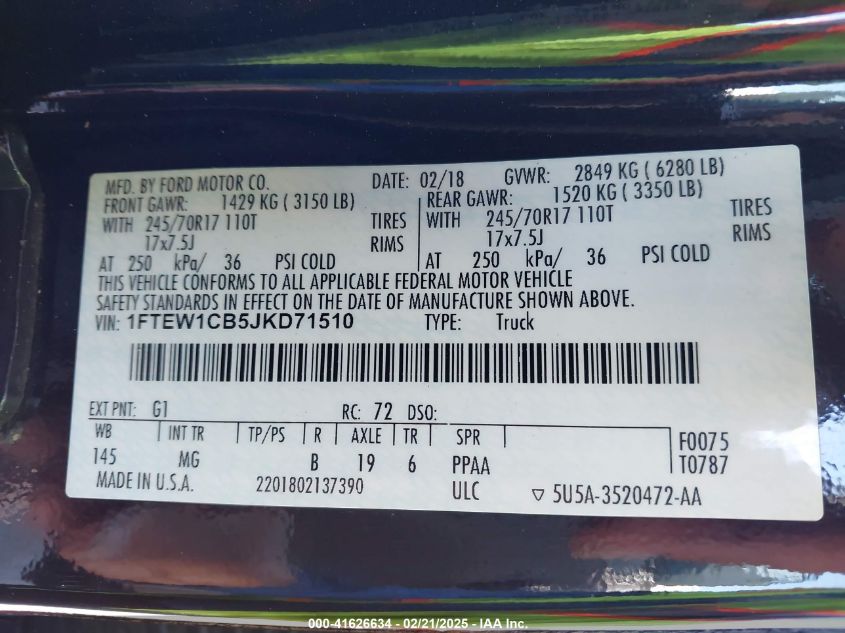 MFD. BY FORD MOTOR CO. DATE: 02/18 GVWR: 2849 KG ( 6280 LB)
FRONT GAWR: 1429 KG ( 3150 LB) REAR GAWR: 1520 KG ( 3350 LB)
WITH 245/70R17 110T TIRES WITH 245/70R17 110T TIRES
17x7.5J RIMS 17x7.5J RIMS
AT 250 kPa/ 36 PSI COLD AT 250 kPa/ 36 PSI COLD
THIS VEHICLE CONFORMS TO ALL APPLICABLE FEDERAL MOTOR VEHICLE
SAFETY STANDARDS IN EFFECT ON THE DATE OF MANUFACTURE SHOWN ABOVE.
VIN: 1FTEW1CB5JKD71510 TYPE: Truck
EXT PNT: G1 RC: 72 DSO:
WB INT TR TP/PS R AXLE TR SPR F0075
145 MG B 19 6 PPAA T0787
MADE IN U.S.A. 2201802137390 ULC ▽ 5U5A-3520472-AA
000-41626634 - 02/21/2025 - IAA Inc.